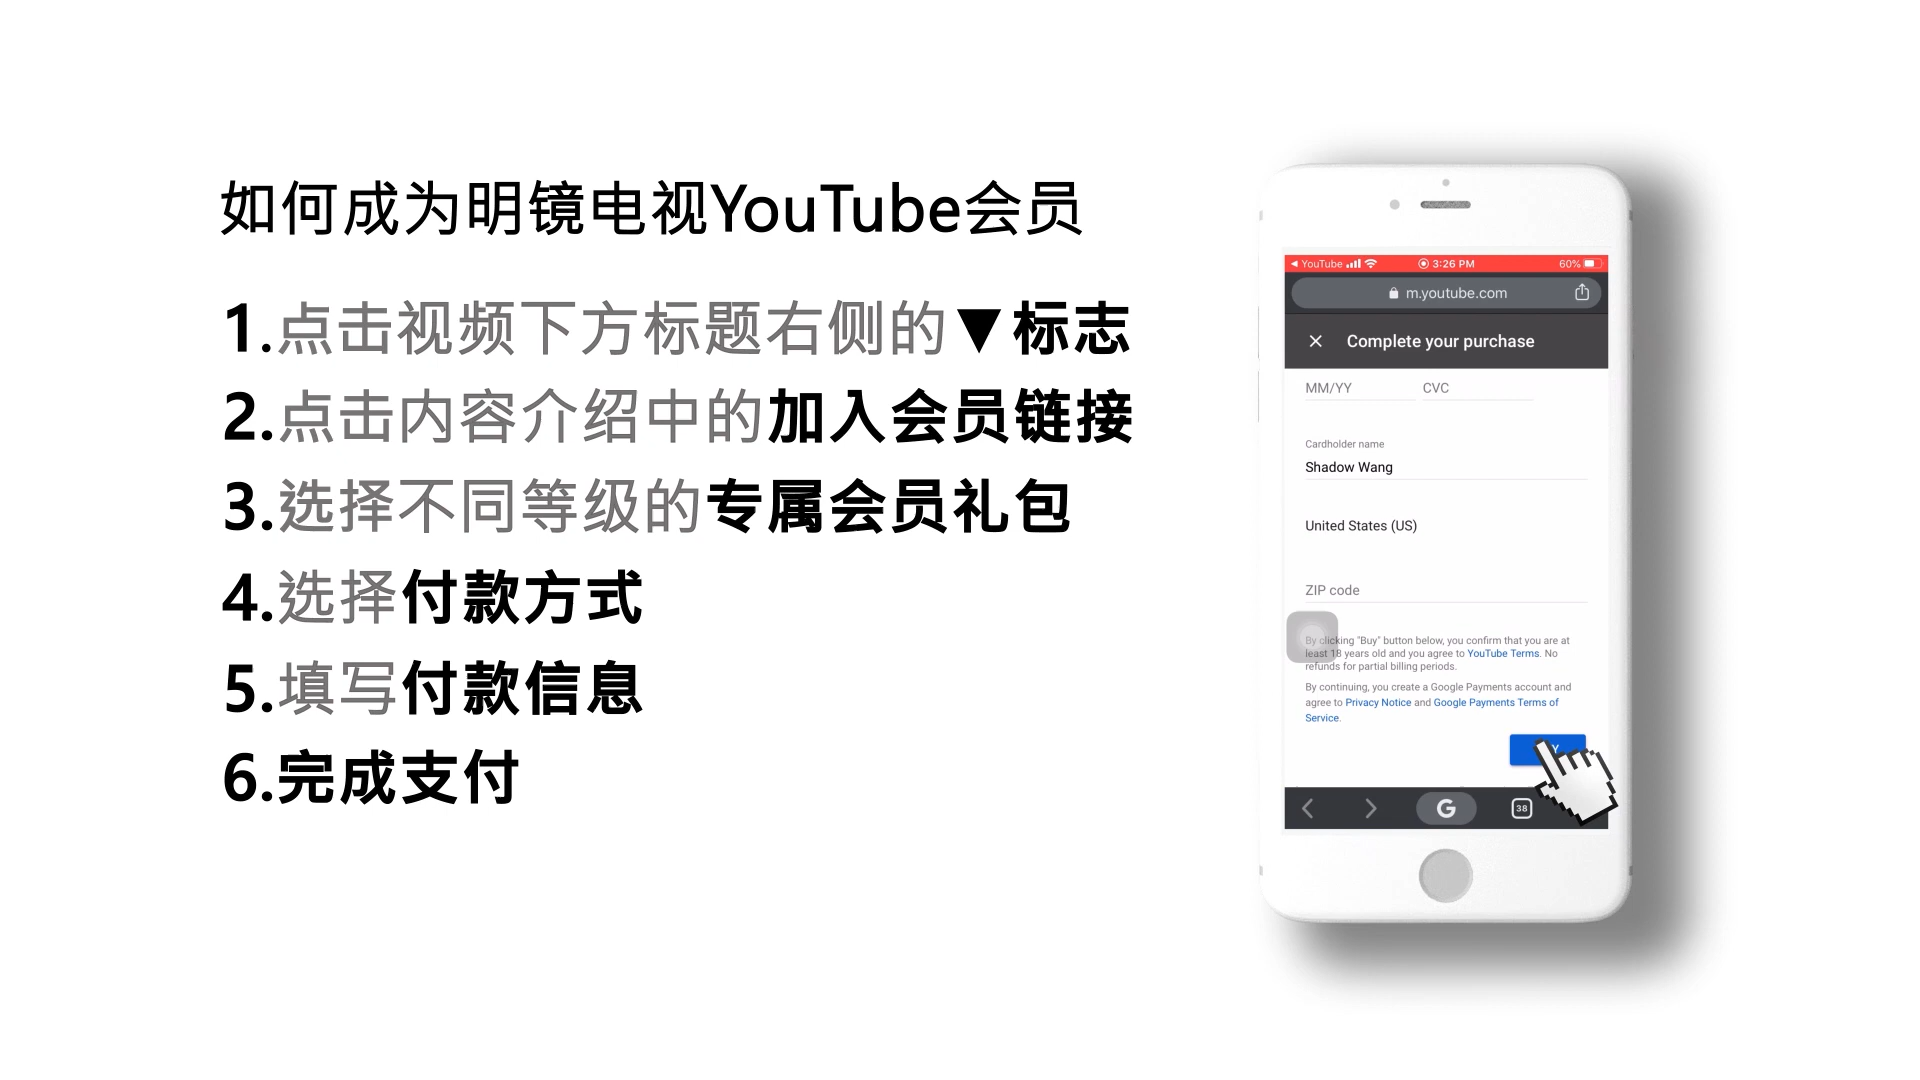 如何成为明镜电视YouTube会员
1.点击视频下方标题右侧的▼标志
2.点击内容介绍中的加入会员链接
3.选择不同等级的专属会员礼包
4.选择付款方式
5.填写付款信息
6.完成支付
◀ YouTube 3:26 PM 60%
m.youtube.com
× Complete your purchase
MM/YY CVC
Cardholder name
Shadow Wang
United States (US)
ZIP code
By clicking "Buy" button below, you confirm that you are at
least 18 years old and you agree to YouTube Terms. No
refunds for partial billing periods.
By continuing, you create a Google Payments account and
agree to Privacy Notice and Google Payments Terms of
Service.
G 38